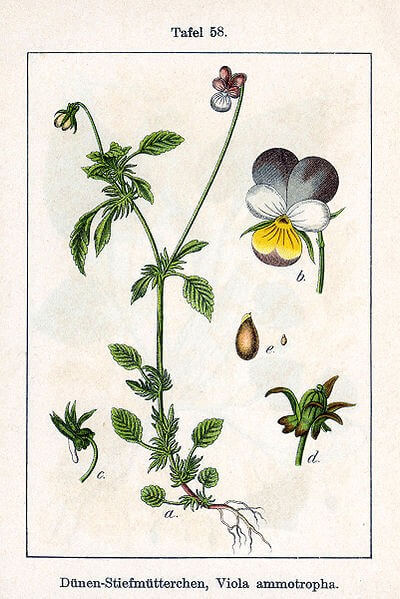 Tafel 58.
b.
e.
c.
d.
a.
Dünen-Stiefmütterchen, Viola ammotropha.